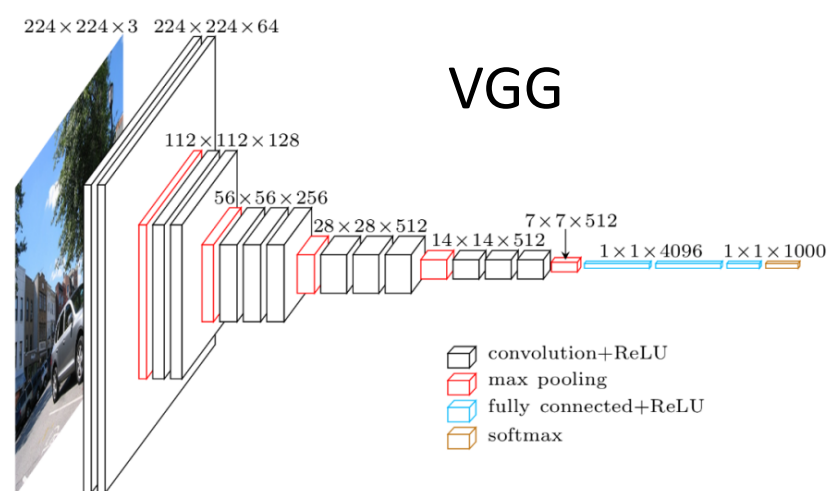 224×224×3
224×224×64
VGG
112×112×128
56×56×256
28×28×512
14×14×512
7×7×512
1×1×4096
1×1×1000
convolution+ReLU
max pooling
fully connected+ReLU
softmax